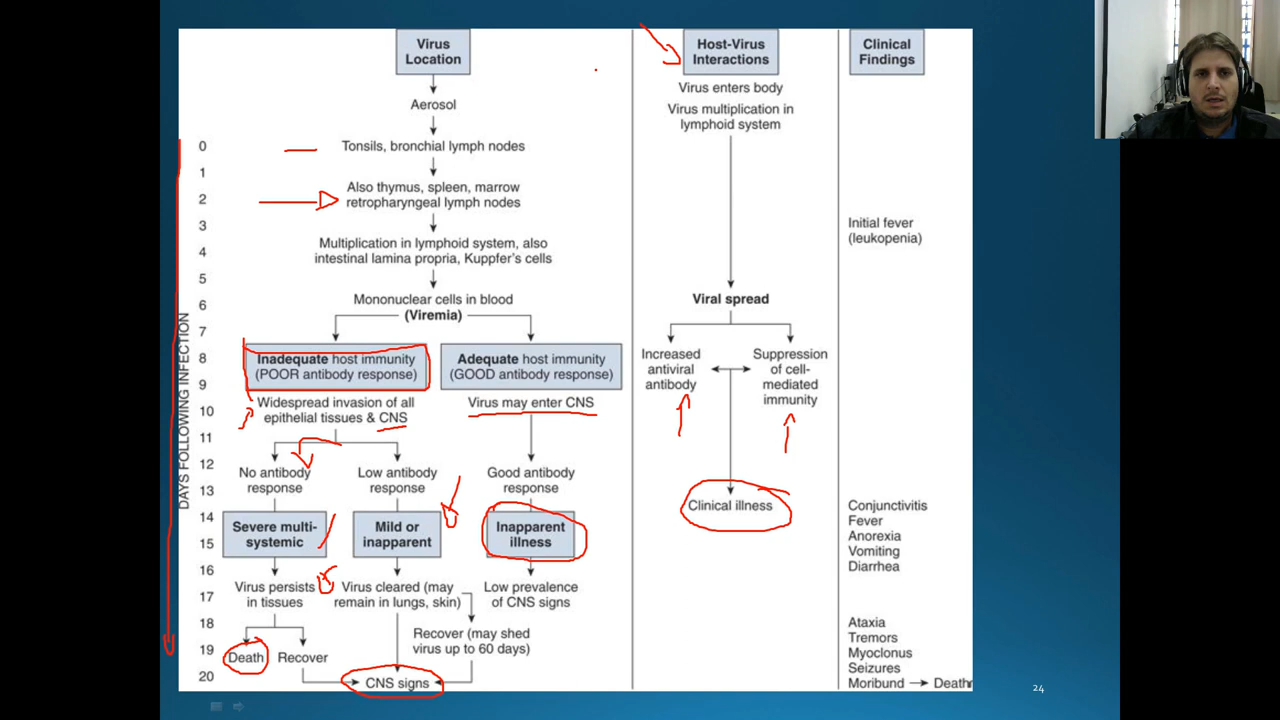 Virus
Location
Aerosol
Tonsils, bronchial lymph nodes
Also thymus, spleen, marrow
retropharyngeal lymph nodes
Multiplication in lymphoid system, also
intestinal lamina propria, Kuppfer's cells
Mononuclear cells in blood
(Viremia)
Inadequate host immunity
(POOR antibody response)
Adequate host immunity
(GOOD antibody response)
Widespread invasion of all
epithelial tissues & CNS
Virus may enter CNS
No antibody
response
Low antibody
response
Good antibody
response
Severe multi-
systemic
Mild or
inapparent
Inapparent
illness
Virus persists
in tissues
Virus cleared (may
remain in lungs, skin)
Low prevalence
of CNS signs
Recover (may shed
virus up to 60 days)
Death
Recover
CNS signs
DAYS FOLLOWING INFECTION
0
1
2
3
4
5
6
7
8
9
10
11
12
13
14
15
16
17
18
19
20
Host-Virus
Interactions
Virus enters body
Virus multiplication in
lymphoid system
Viral spread
Increased
antiviral
antibody
Suppression
of cell-
mediated
immunity
Clinical illness
Clinical
Findings
Initial fever
(leukopenia)
Conjunctivitis
Fever
Anorexia
Vomiting
Diarrhea
Ataxia
Tremors
Myoclonus
Seizures
Moribund → Death
24